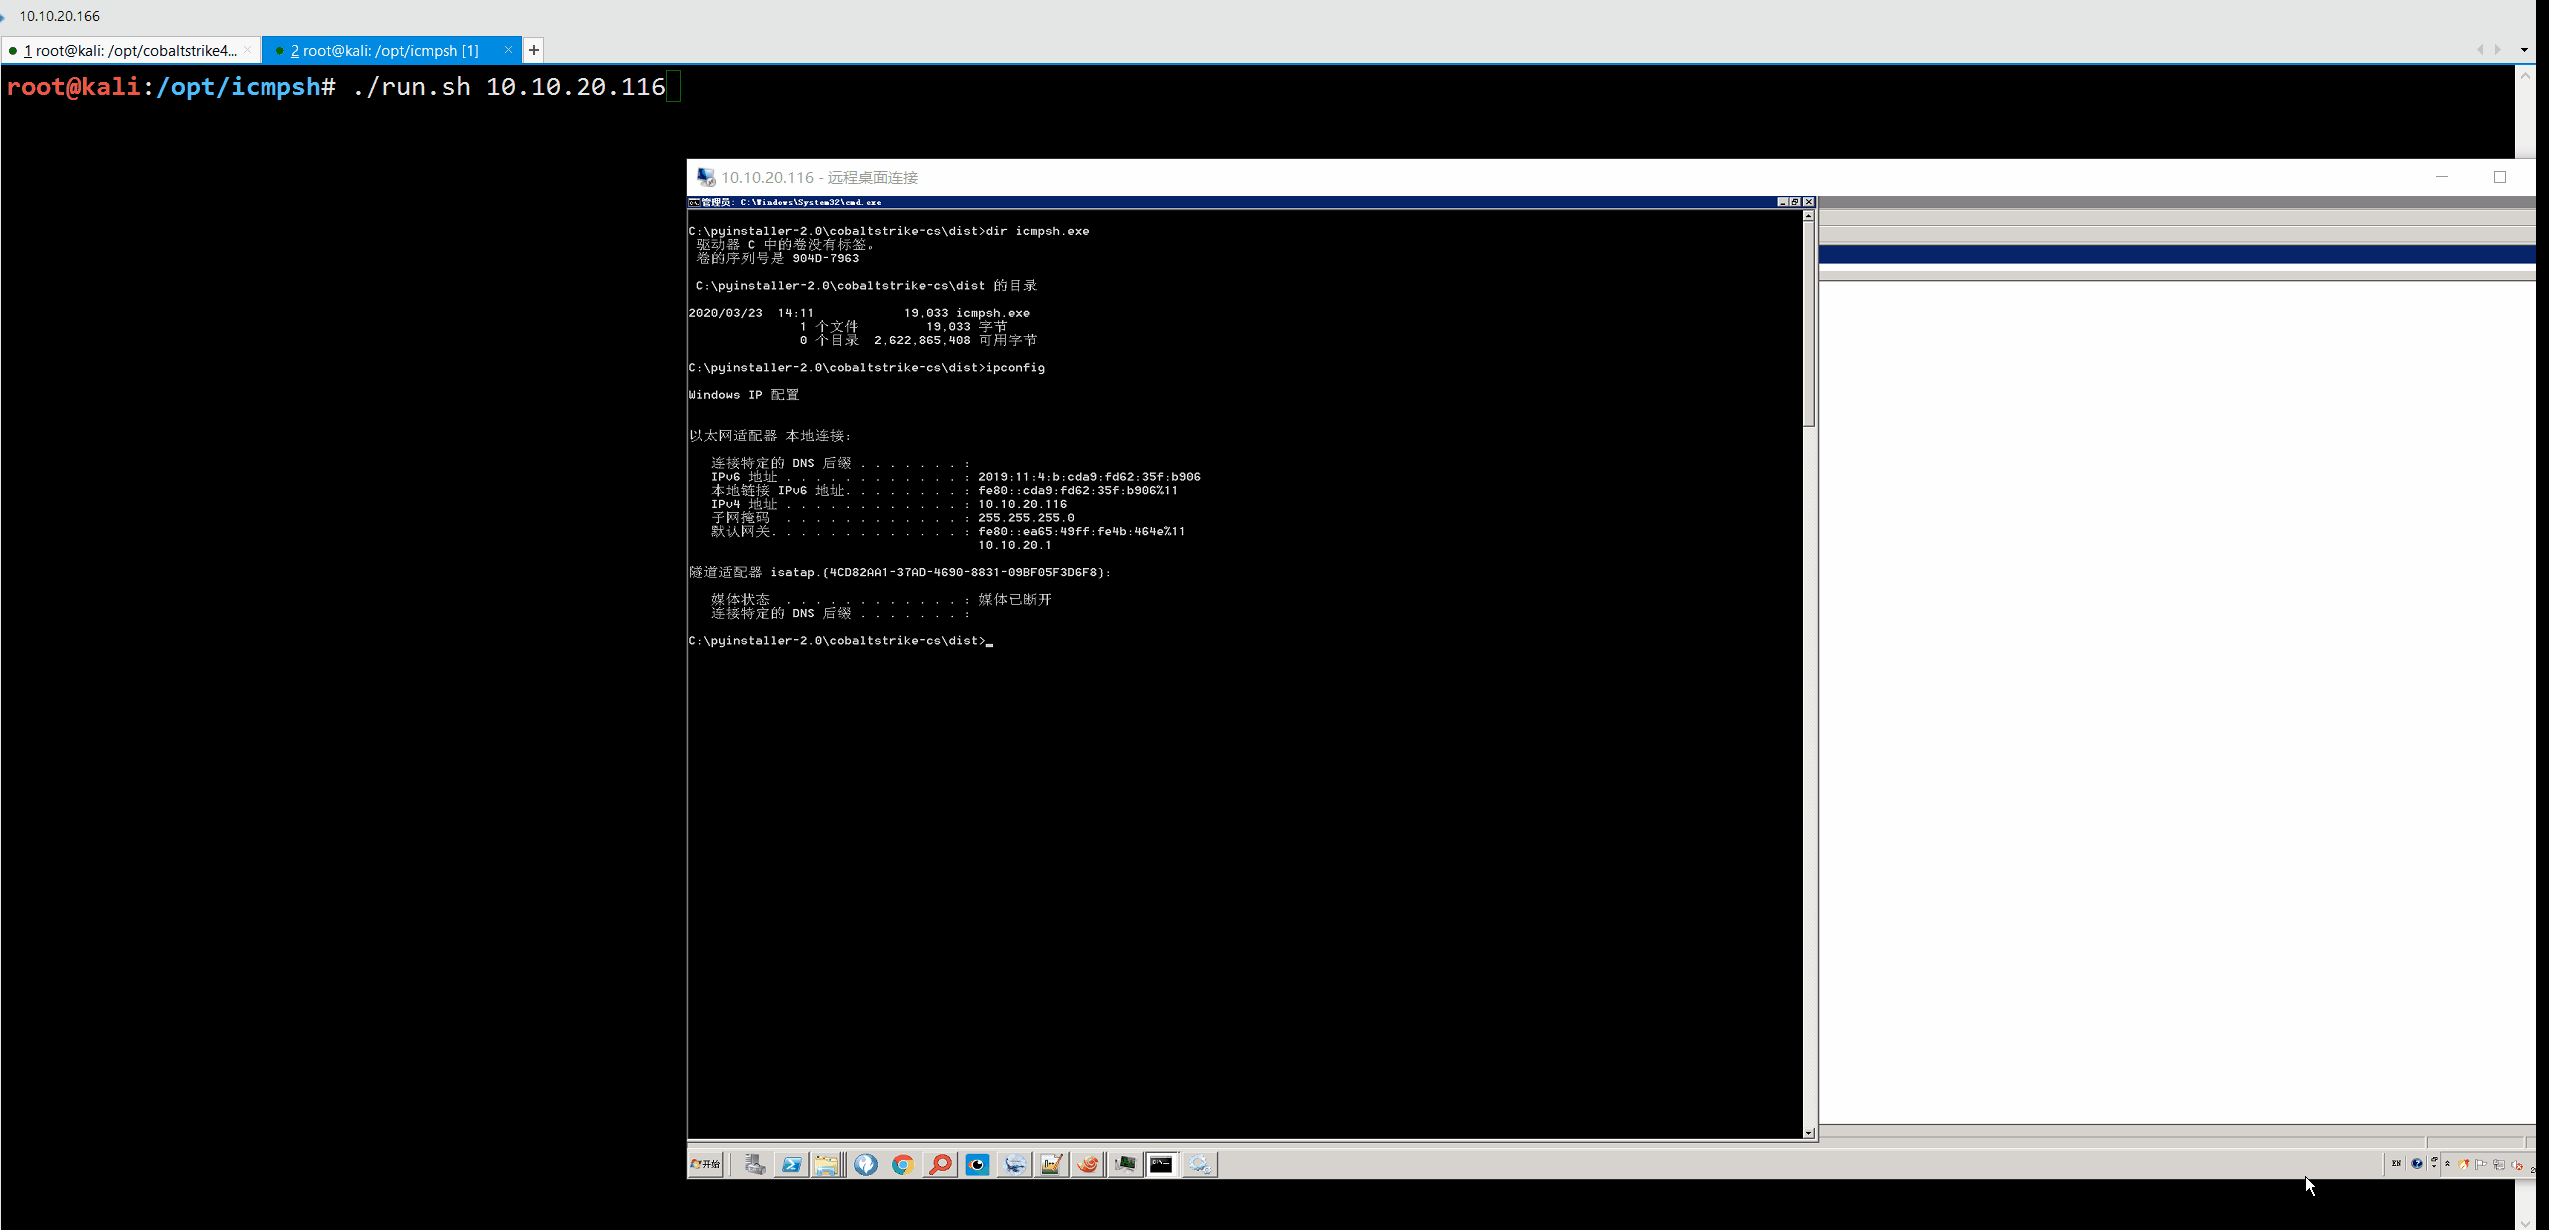 10.10.20.166
1 root@kali: /opt/cobaltstrike4...
2 root@kali: /opt/icmpsh [1]
root@kali:/opt/icmpsh# ./run.sh 10.10.20.116
10.10.20.116 - 远程桌面连接
管理员: C:\Windows\System32\cmd.exe
C:\pyinstaller-2.0\cobaltstrike-cs\dist>dir icmpsh.exe
驱动器 C 中的卷没有标签。
卷的序列号是 904D-7963
C:\pyinstaller-2.0\cobaltstrike-cs\dist 的目录
2020/03/23  14:11            19,033 icmpsh.exe
1 个文件         19,033 字节
0 个目录  2,622,865,408 可用字节
C:\pyinstaller-2.0\cobaltstrike-cs\dist>ipconfig
Windows IP 配置
以太网适配器 本地连接:
连接特定的 DNS 后缀 . . . . . . . :
IPv6 地址 . . . . . . . . . . . . : 2019:11:4:b:cda9:fd62:35f:b906
本地链接 IPv6 地址. . . . . . . . : fe80::cda9:fd62:35f:b906%11
IPv4 地址 . . . . . . . . . . . . : 10.10.20.116
子网掩码  . . . . . . . . . . . . : 255.255.255.0
默认网关. . . . . . . . . . . . . : fe80::ea65:49ff:fe4b:464e%11
10.10.20.1
隧道适配器 isatap.{4CD82AA1-37AD-4690-8831-09BF05F3D6F8}:
媒体状态  . . . . . . . . . . . . : 媒体已断开
连接特定的 DNS 后缀 . . . . . . . :
C:\pyinstaller-2.0\cobaltstrike-cs\dist>
开始
EN